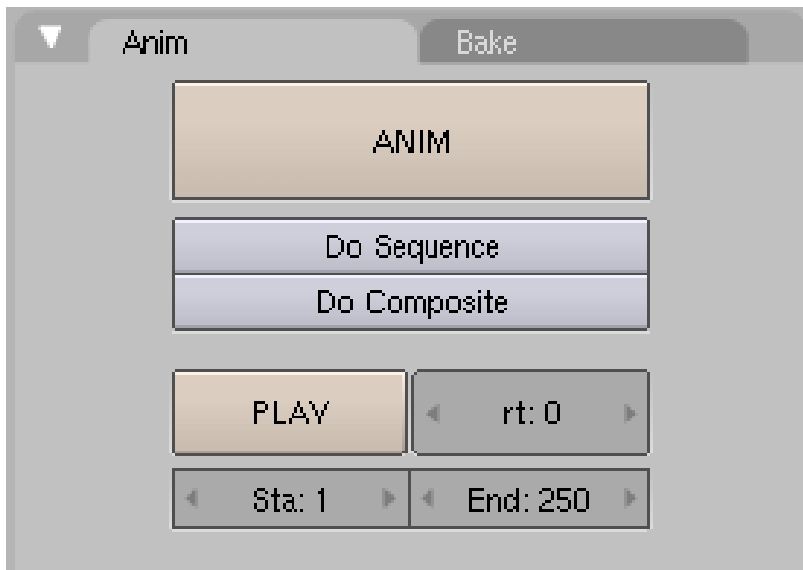 Anim Bake
ANIM
Do Sequence
Do Composite
PLAY rt: 0
Sta: 1 End: 250